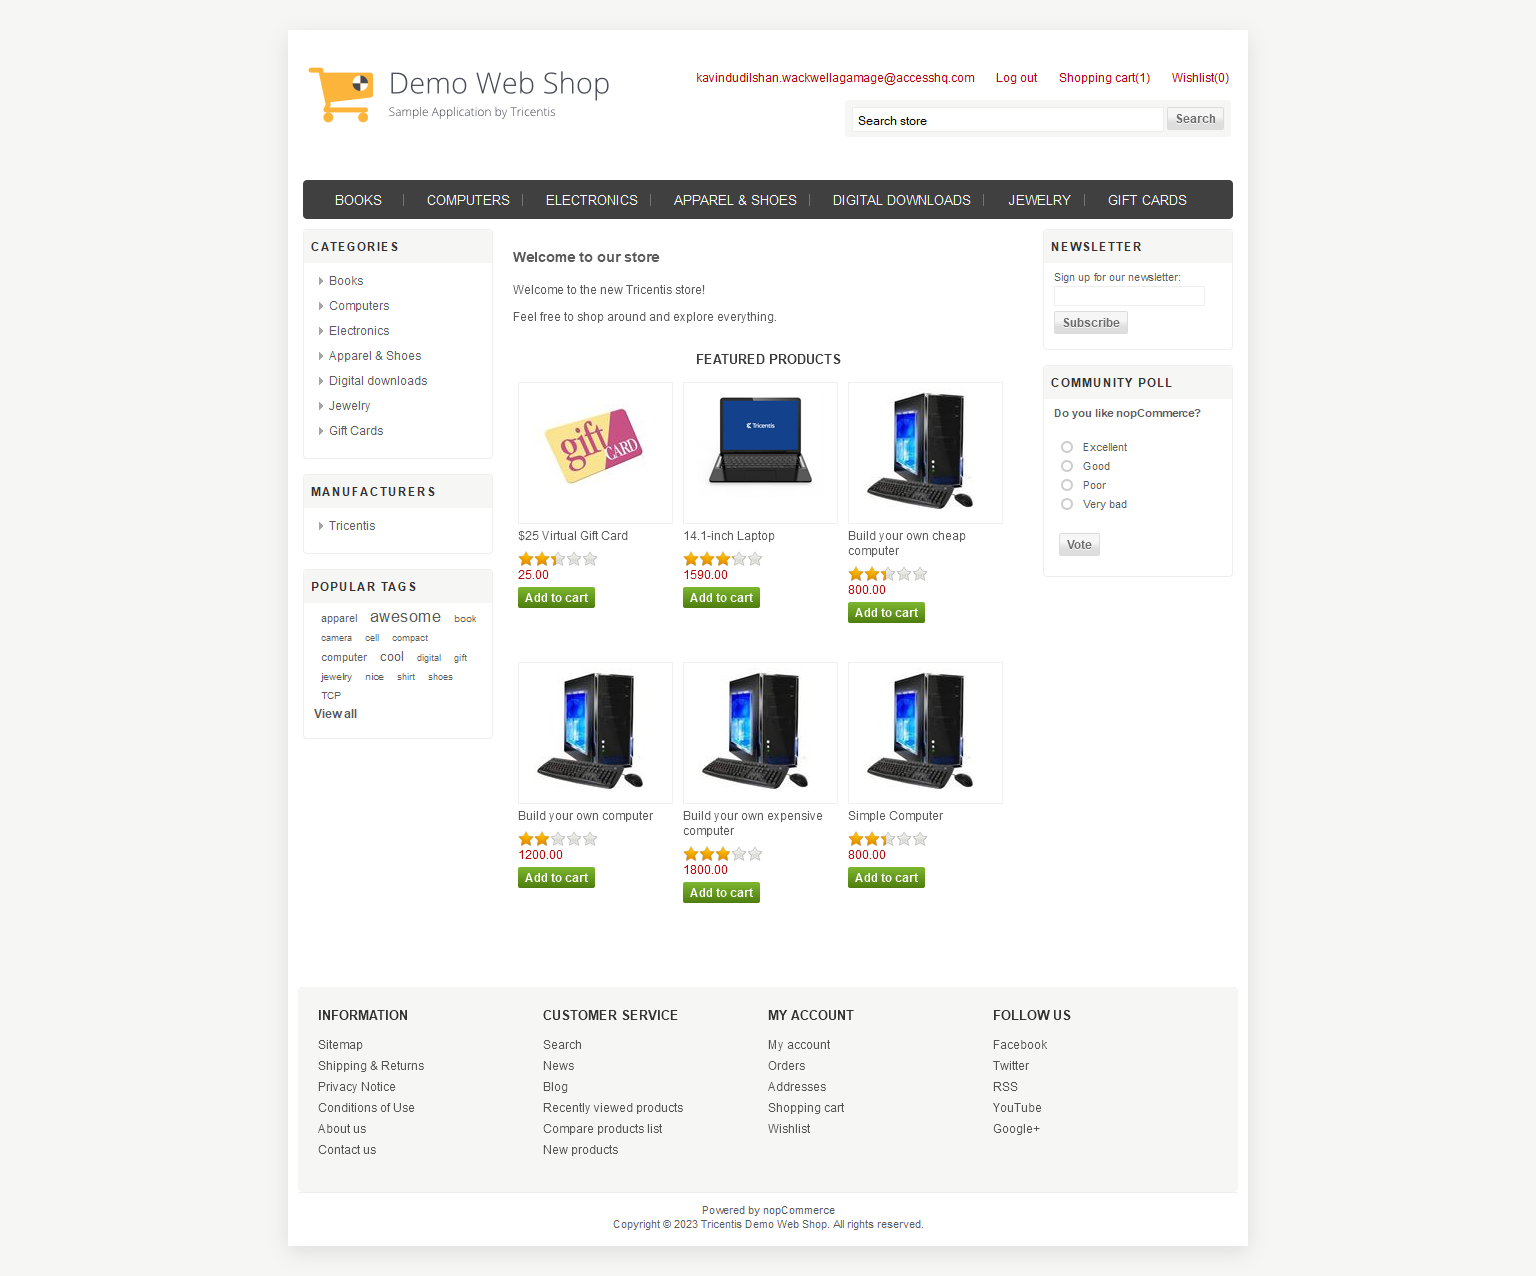 Demo Web Shop
Sample Application by Tricentis
kavindudilshan.wackwellagamage@accesshq.com Log out Shopping cart(1) Wishlist(0)
Search store Search
BOOKS COMPUTERS ELECTRONICS APPAREL & SHOES DIGITAL DOWNLOADS JEWELRY GIFT CARDS
CATEGORIES
Books
Computers
Electronics
Apparel & Shoes
Digital downloads
Jewelry
Gift Cards
MANUFACTURERS
Tricentis
POPULAR TAGS
apparel awesome book
camera cell compact
computer cool digital gift
jewelry nice shirt shoes
TCP
View all
Welcome to our store
Welcome to the new Tricentis store!
Feel free to shop around and explore everything.
FEATURED PRODUCTS
gift
CARD
$25 Virtual Gift Card
25.00
Add to cart
Tricentis
14.1-inch Laptop
1590.00
Add to cart
Build your own cheap
computer
800.00
Add to cart
Build your own computer
1200.00
Add to cart
Build your own expensive
computer
1800.00
Add to cart
Simple Computer
800.00
Add to cart
NEWSLETTER
Sign up for our newsletter:
Subscribe
COMMUNITY POLL
Do you like nopCommerce?
Excellent
Good
Poor
Very bad
Vote
INFORMATION
Sitemap
Shipping & Returns
Privacy Notice
Conditions of Use
About us
Contact us
CUSTOMER SERVICE
Search
News
Blog
Recently viewed products
Compare products list
New products
MY ACCOUNT
My account
Orders
Addresses
Shopping cart
Wishlist
FOLLOW US
Facebook
Twitter
RSS
YouTube
Google+
Powered by nopCommerce
Copyright © 2023 Tricentis Demo Web Shop. All rights reserved.